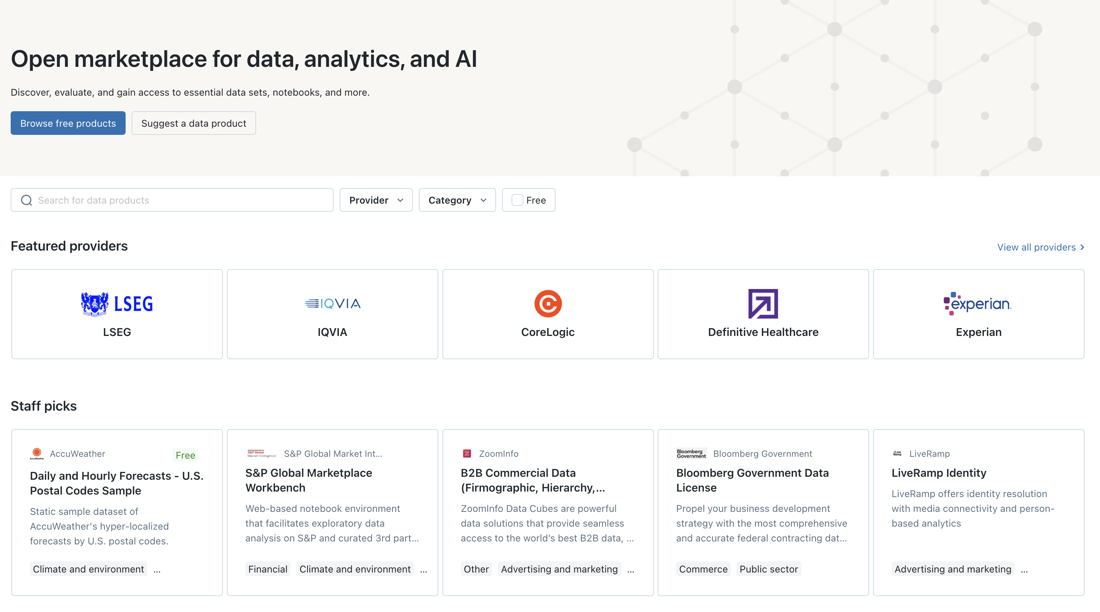 Open marketplace for data, analytics, and AI
Discover, evaluate, and gain access to essential data sets, notebooks, and more.
Browse free products
Suggest a data product
Search for data products
Provider
Category
Free
Featured providers
View all providers
LSEG
LSEG
IQVIA
IQVIA
CoreLogic
Definitive Healthcare
experian.
Experian
Staff picks
AccuWeather
Free
Daily and Hourly Forecasts - U.S.
Postal Codes Sample
Static sample dataset of
AccuWeather's hyper-localized
forecasts by U.S. postal codes.
Climate and environment ...
S&P Global Market Int...
S&P Global Marketplace
Workbench
Web-based notebook environment
that facilitates exploratory data
analysis on S&P and curated 3rd part...
Financial Climate and environment ...
ZoomInfo
B2B Commercial Data
(Firmographic, Hierarchy,...
ZoomInfo Data Cubes are powerful
data solutions that provide seamless
access to the world's best B2B data, ...
Other Advertising and marketing ...
Bloomberg
Government
Bloomberg Government
Bloomberg Government Data
License
Propel your business development
strategy with the most comprehensive
and accurate federal contracting dat...
Commerce Public sector
LiveRamp
LiveRamp Identity
LiveRamp offers identity resolution
with media connectivity and person-
based analytics
Advertising and marketing ...